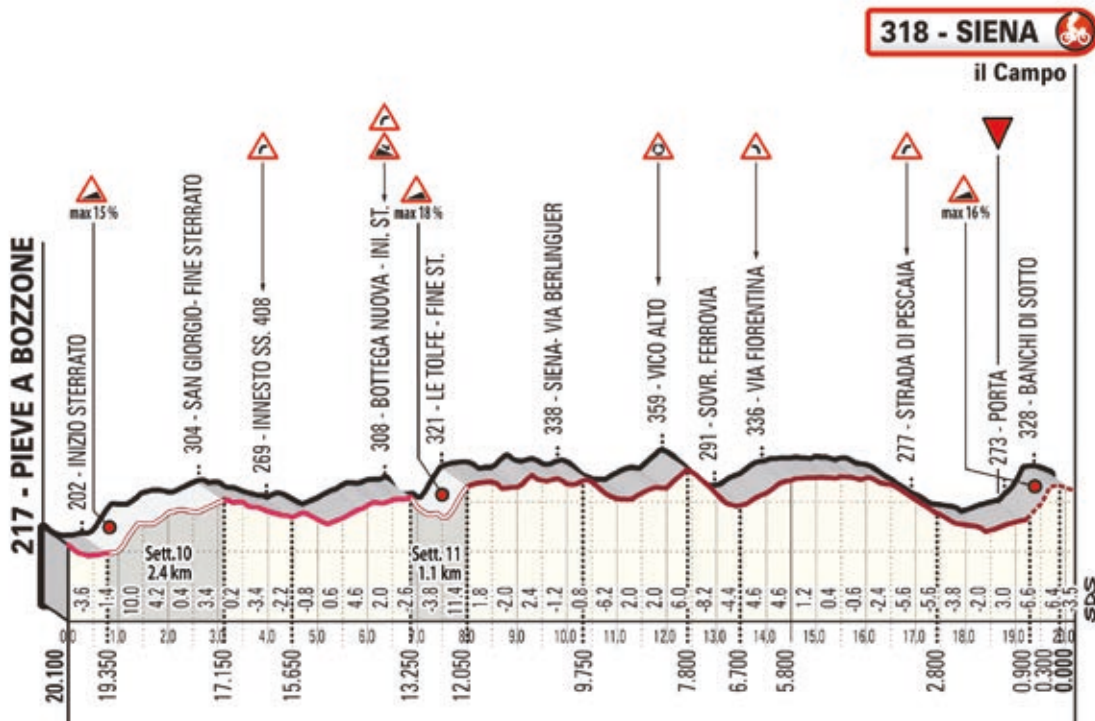 318 - SIENA
il Campo
max 15 %
max 18 %
max 16 %
217 - PIEVE A BOZZONE
202 - INIZIO STERRATO
304 - SAN GIORGIO- FINE STERRATO
269 - INNESTO SS. 408
308 - BOTTEGA NUOVA - INI. ST.
321 - LE TOLFE - FINE ST.
338 - SIENA- VIA BERLINGUER
359 - VICO ALTO
291 - SOVR. FERROVIA
336 - VIA FIORENTINA
277 - STRADA DI PESCAIA
273 - PORTA
328 - BANCHI DI SOTTO
Sett.10
2.4 km
Sett. 11
1.1 km
-3.6 -1.4 10.0 4.2 0.4 3.4 0.2 -3.4 -2.2 -0.8 0.6 4.6 2.0 -2.6 -3.8 11.4 1.8 -2.0 2.4 -1.2 -0.8 -6.2 2.0 2.0 6.0 -8.2 -4.4 4.6 4.6 1.2 0.4 -0.6 -2.4 -5.6 -5.6 -3.8 -2.0 3.0 -6.6 6.4 -3.5
SDS
0.0 1.0 2.0 3.0 4.0 5.0 6.0 7.0 8.0 9.0 10.0 11.0 12.0 13.0 14.0 15.0 16.0 17.0 18.0 19.0 20.0
20.100 19.350 17.150 15.650 13.250 12.050 9.750 7.800 6.700 5.800 2.800 0.900 0.300 0.000